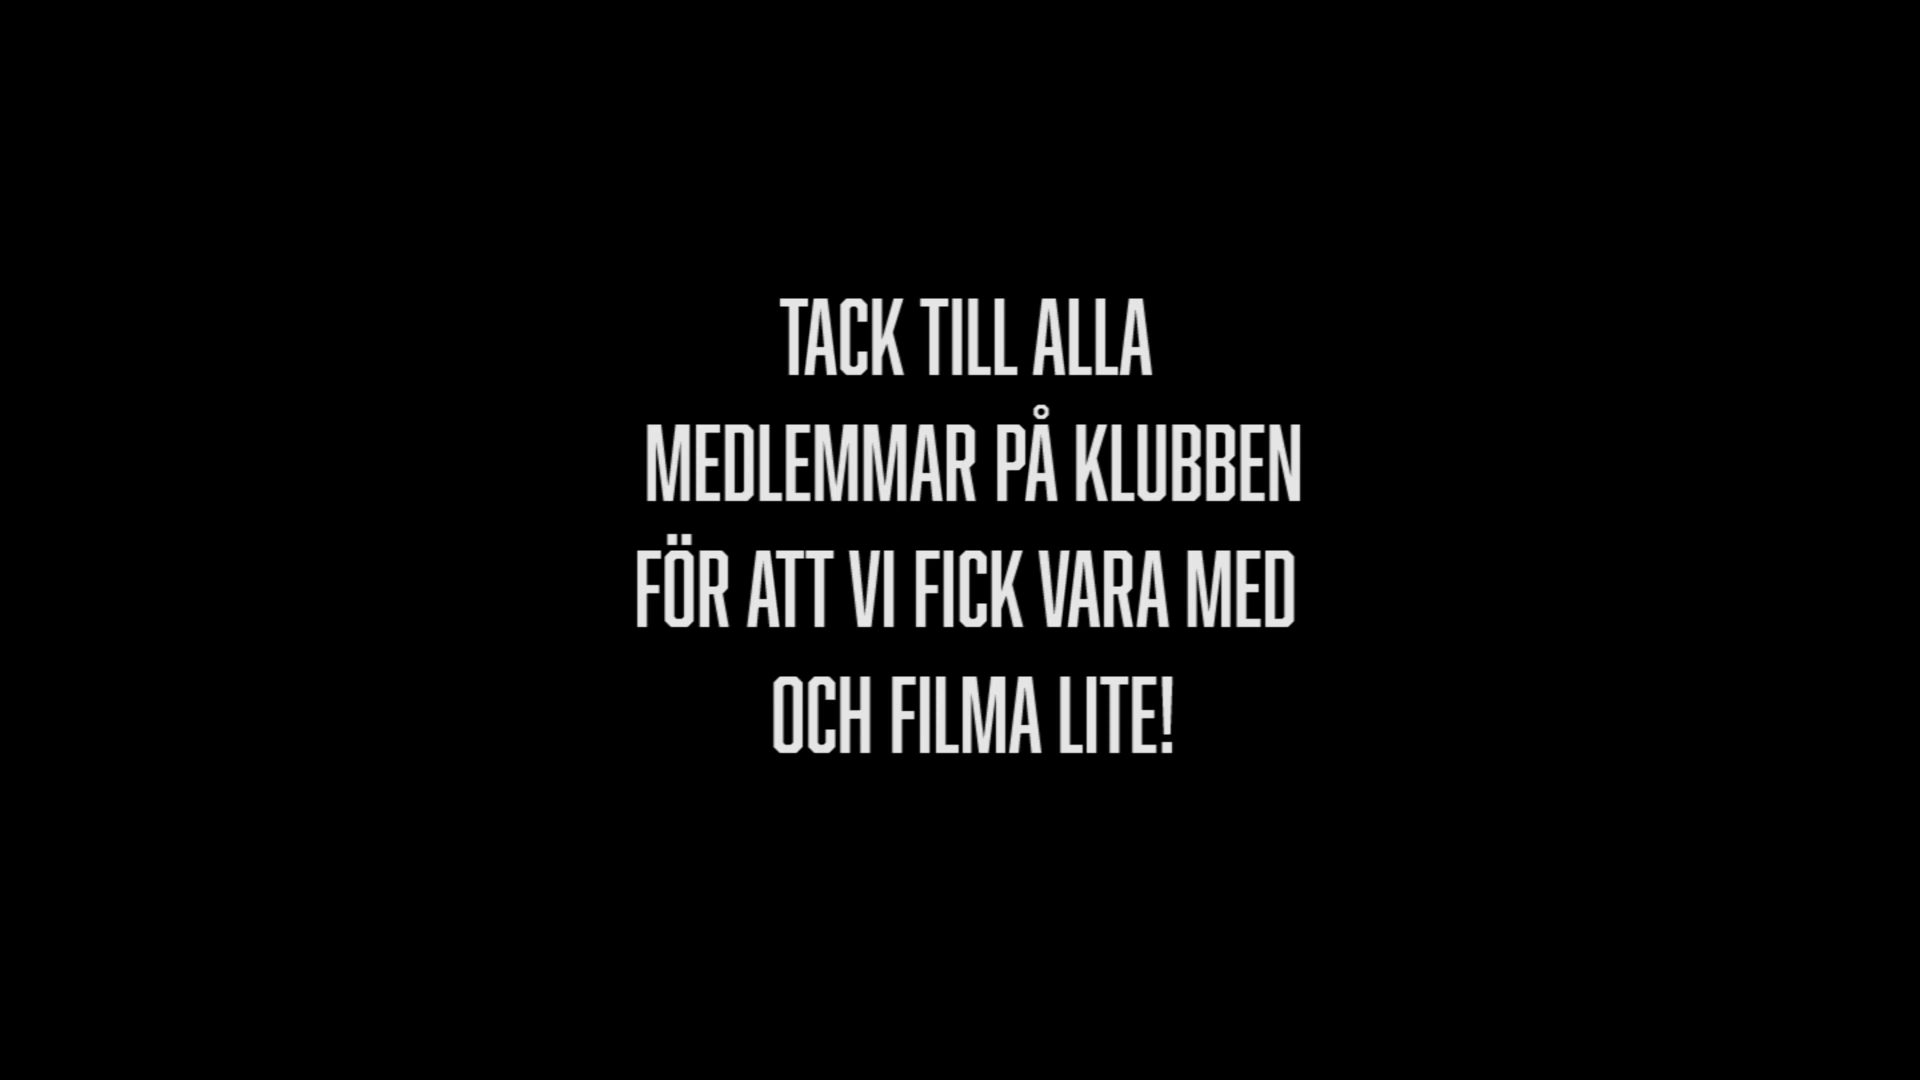 TACK TILL ALLA
MEDLEMMAR PÅ KLUBBEN
FÖR ATT VI FICK VARA MED
OCH FILMA LITE!